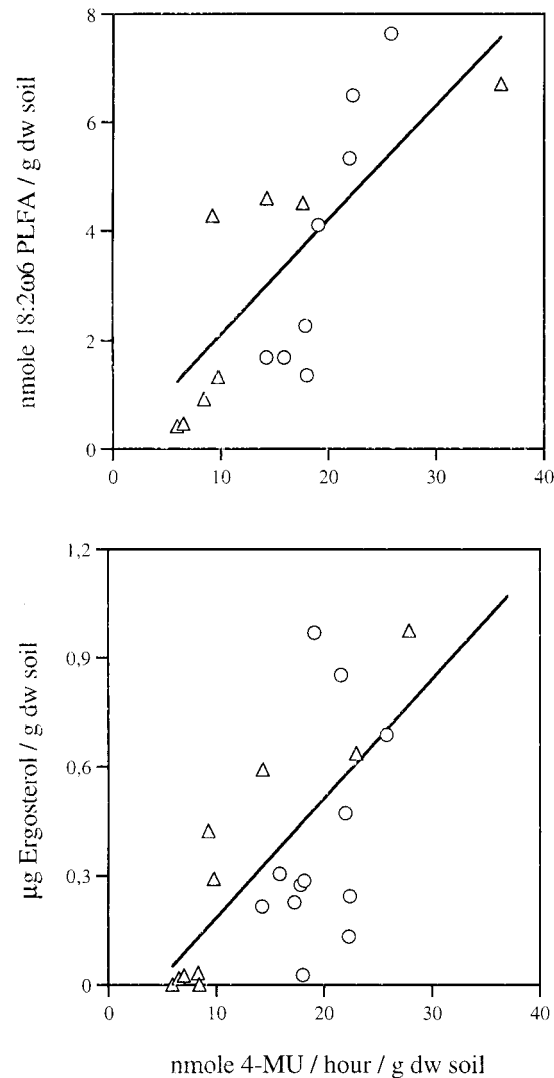 nmole 18:2ω6 PLFA / g dw soil
8
6
4
2
0
0 10 20 30 40
µg Ergosterol / g dw soil
1,2
0,9
0,6
0,3
0
0 10 20 30 40
nmole 4-MU / hour / g dw soil